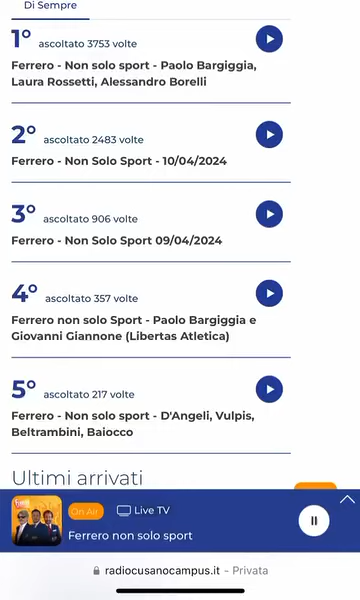 Di Sempre
1° ascoltato 3753 volte
Ferrero - Non solo sport - Paolo Bargiggia,
Laura Rossetti, Alessandro Borelli
2° ascoltato 2483 volte
Ferrero - Non Solo Sport - 10/04/2024
3° ascoltato 906 volte
Ferrero - Non Solo Sport 09/04/2024
4° ascoltato 357 volte
Ferrero non solo Sport - Paolo Bargiggia e
Giovanni Giannone (Libertas Atletica)
5° ascoltato 217 volte
Ferrero - Non solo sport - D'Angeli, Vulpis,
Beltrambini, Baiocco
Ultimi arrivati
On Air Live TV
Ferrero non solo sport
radiocusanocampus.it - Privata